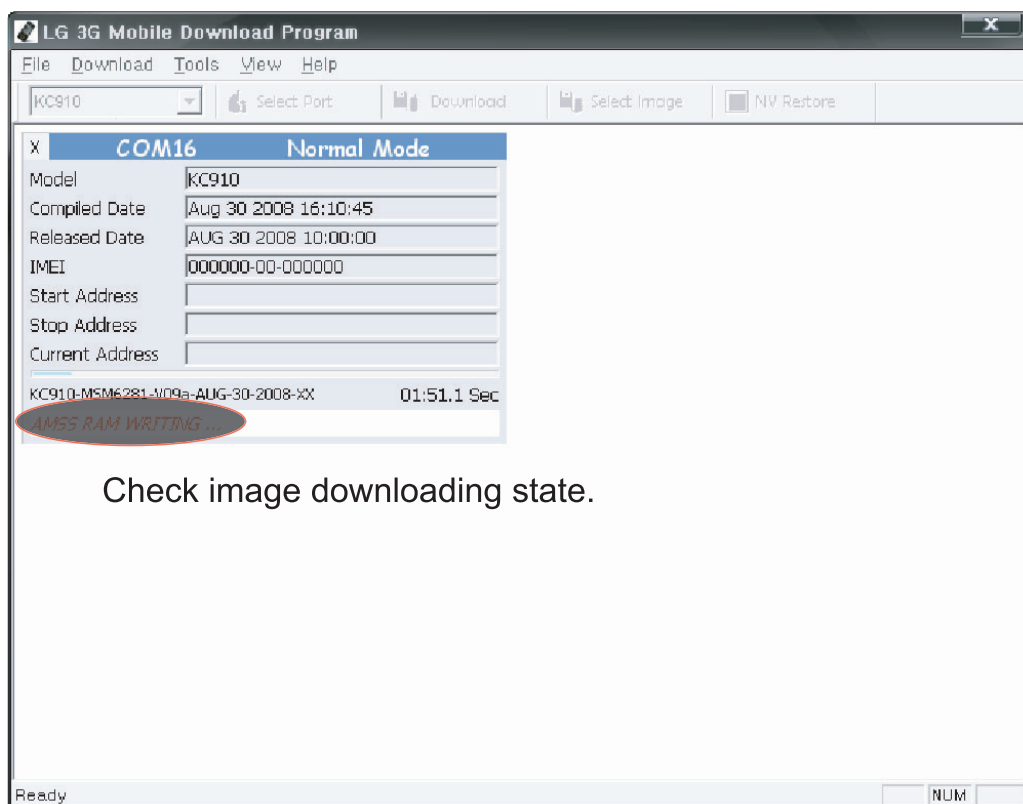 LG 3G Mobile Download Program X
File Download Tools View Help
KC910 Select Port Download Select Image NV Restore
X COM16 Normal Mode
Model KC910
Compiled Date Aug 30 2008 16:10:45
Released Date AUG 30 2008 10:00:00
IMEI 000000-00-000000
Start Address
Stop Address
Current Address
KC910-MSM6281-V09a-AUG-30-2008-XX 01:51.1 Sec
AMSS RAM WRITING ...
Check image downloading state.
Ready NUM